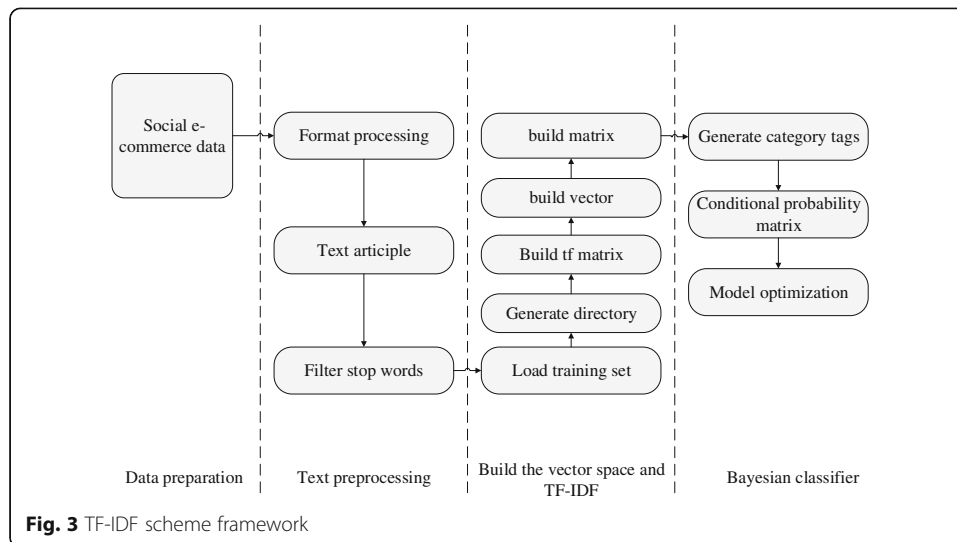 Social e-
commerce data
Format processing
Text articiple
Filter stop words
build matrix
build vector
Build tf matrix
Generate directory
Load training set
Generate category tags
Conditional probability
matrix
Model optimization
Data preparation
Text preprocessing
Build the vector space and
TF-IDF
Bayesian classifier
Fig. 3 TF-IDF scheme framework